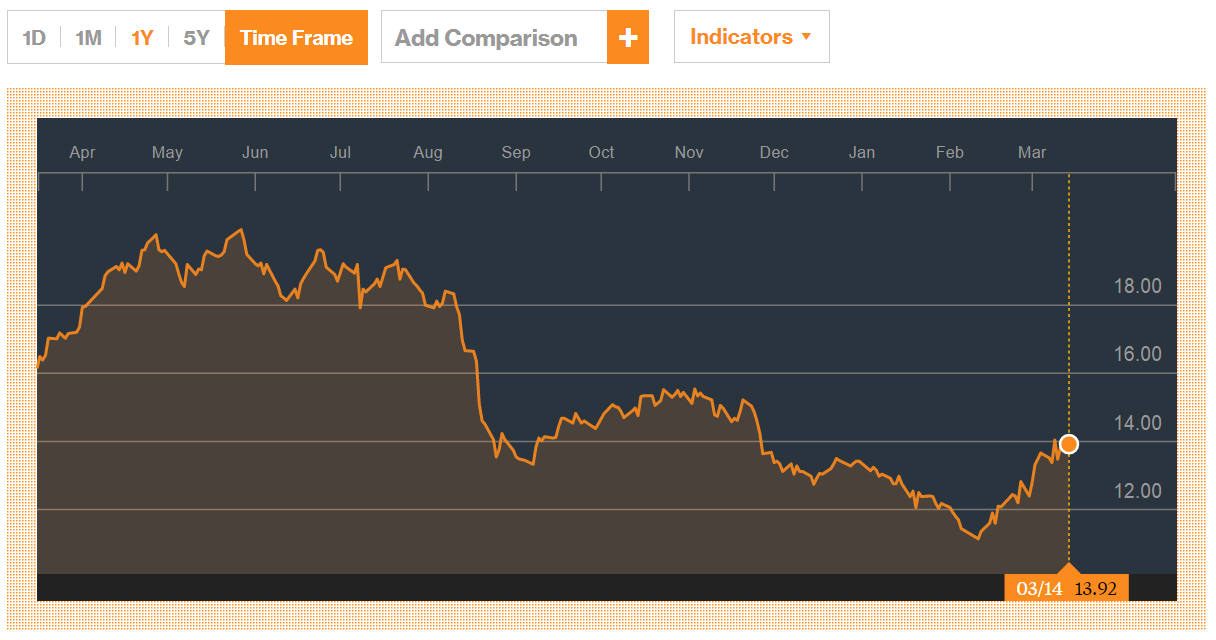 1D 1M 1Y 5Y Time Frame Add Comparison + Indicators
Apr May Jun Jul Aug Sep Oct Nov Dec Jan Feb Mar
18.00
16.00
14.00
12.00
03/14 13.92